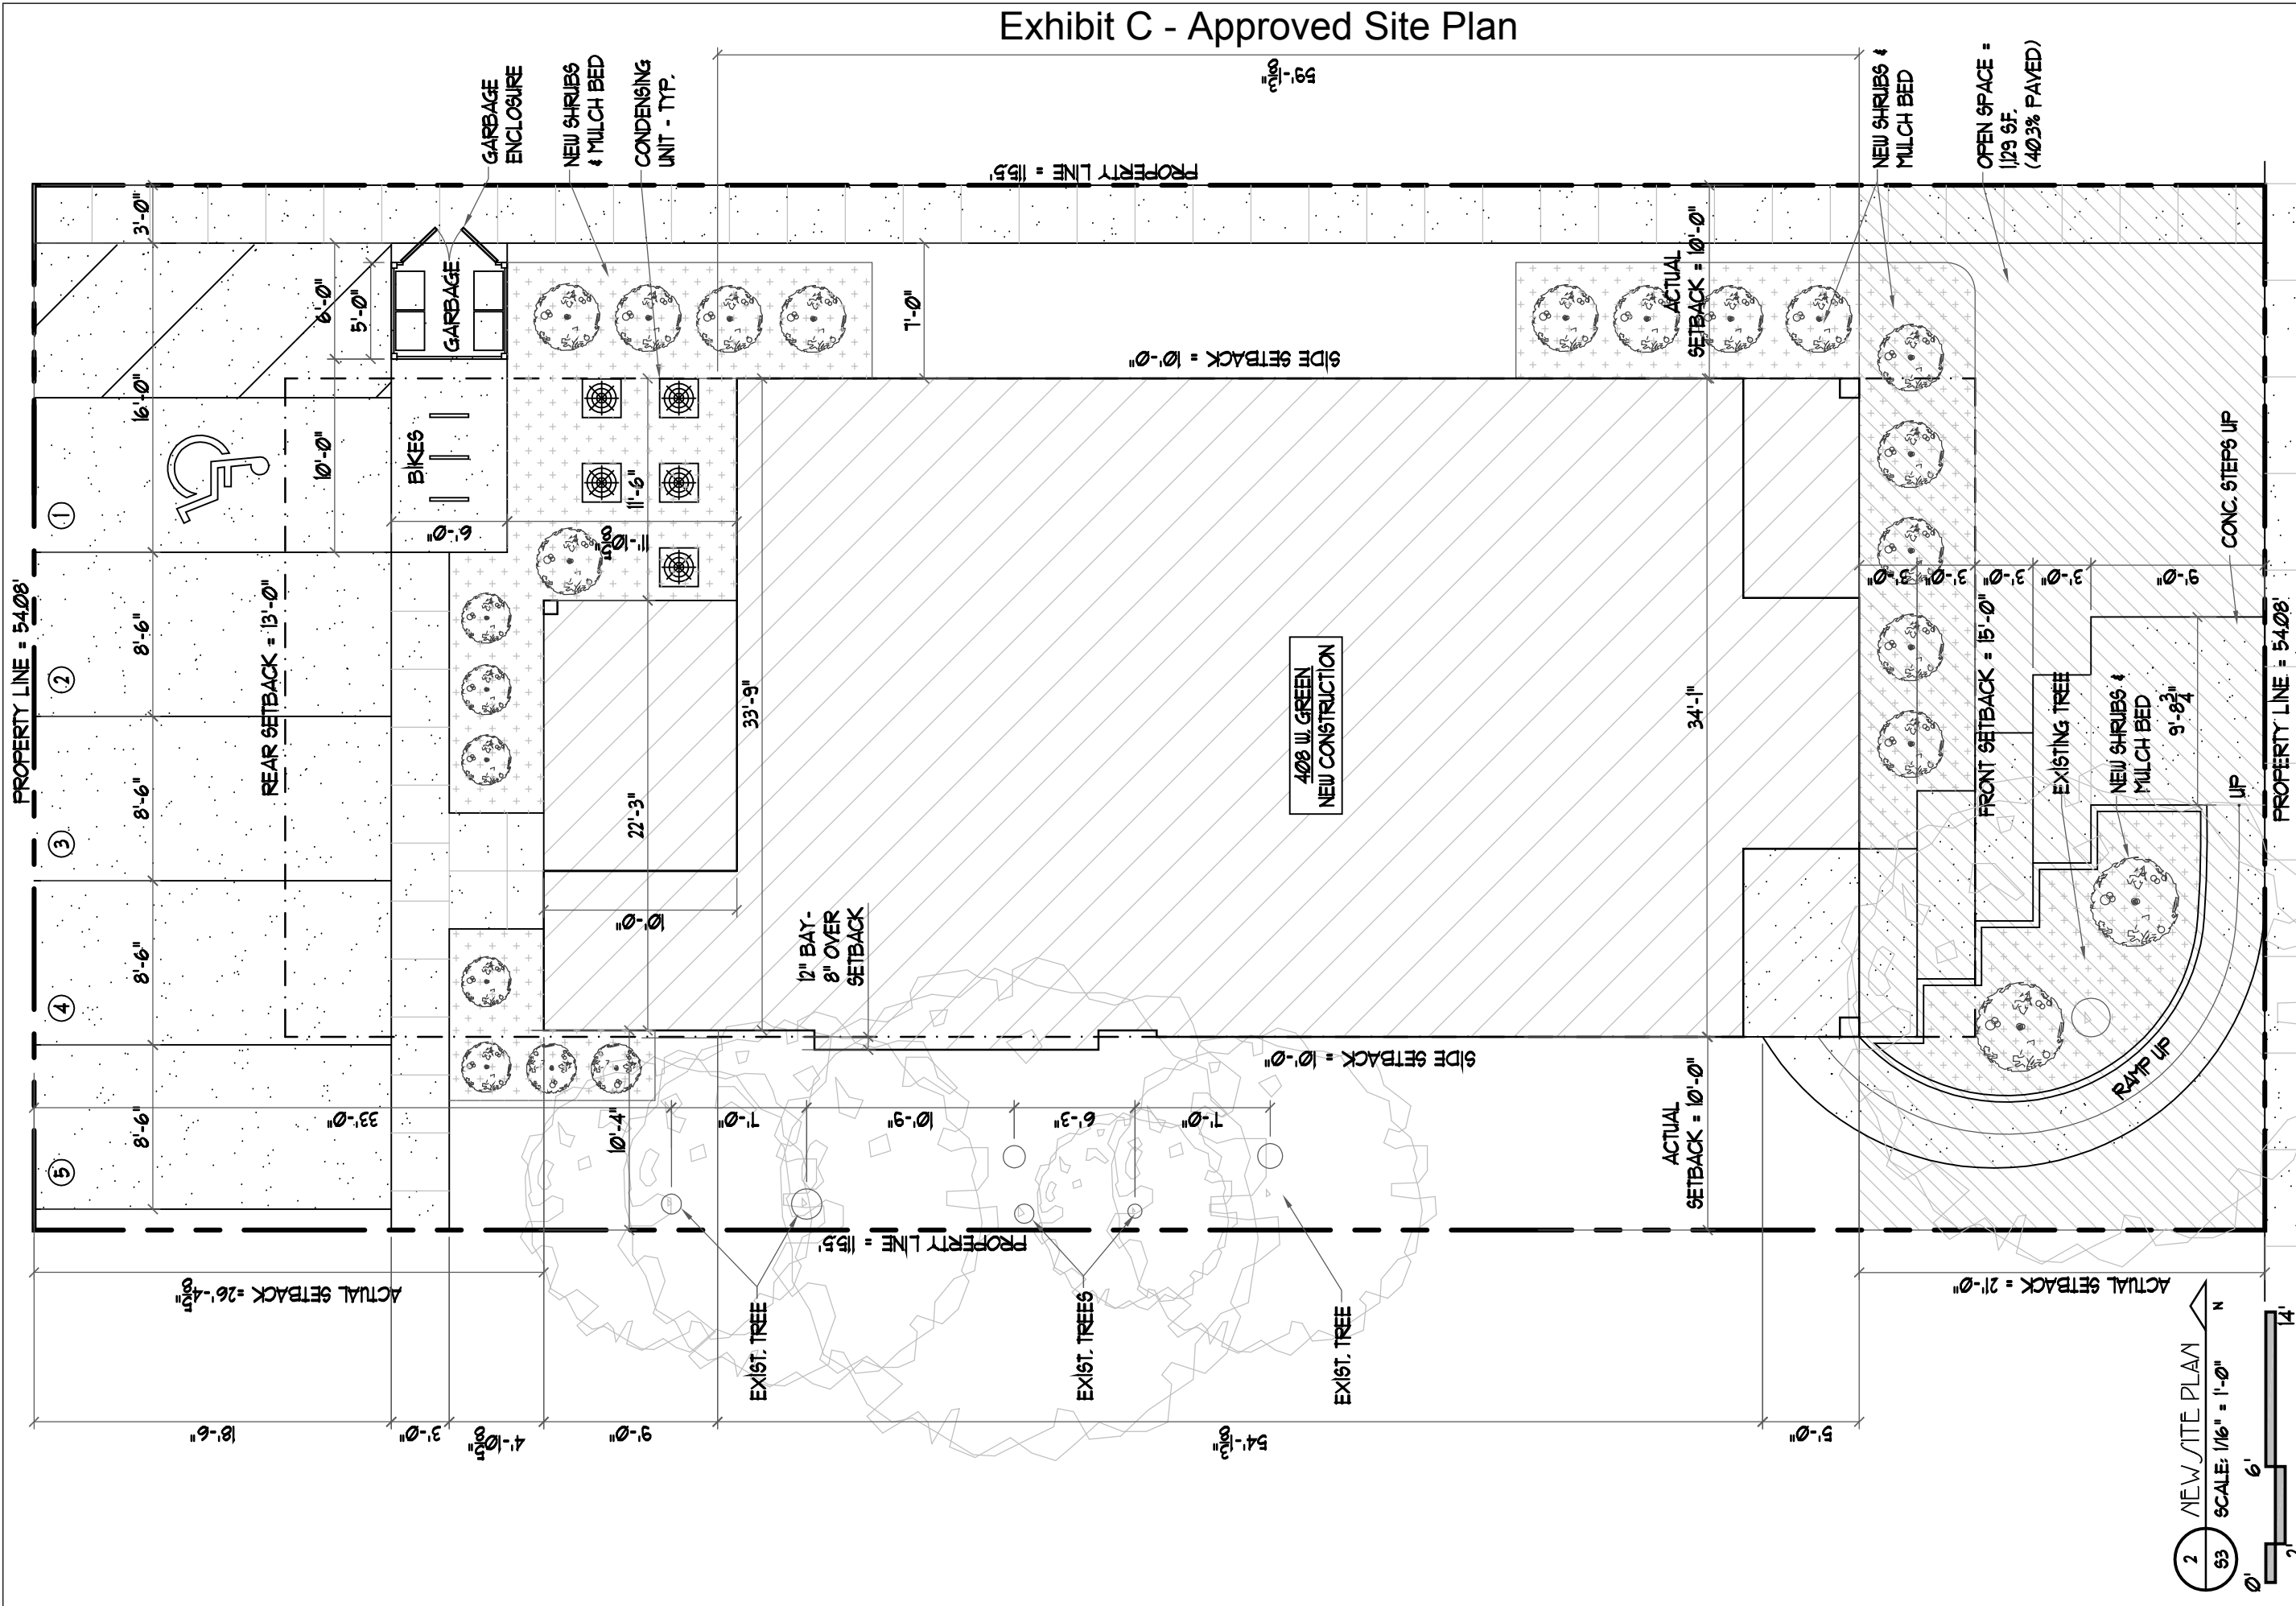 Exhibit C - Approved Site Plan
59'-1 3/8"
GARBAGE
ENCLOSURE
NEW SHRUBS
& MULCH BED
CONDENSING
UNIT - TYP.
NEW SHRUBS &
MULCH BED
OPEN SPACE =
1,129 SF.
(40.3% PAVED)
PROPERTY LINE = 115.5'
3'-0"
6'-0"
5'-0"
GARBAGE
7'-0"
ACTUAL
SETBACK = 10'-0"
SIDE SETBACK = 10'-0"
16'-0"
10'-0"
BIKES
6'-0"
11'-6"
11'-10 5/8"
CONC. STEPS UP
1
2
3
4
5
PROPERTY LINE = 54.08'
REAR SETBACK = 13'-0"
8'-6"
8'-6"
8'-6"
8'-6"
33'-9"
22'-3"
10'-0"
408 W. GREEN
NEW CONSTRUCTION
34'-1"
3'-0"
3'-0"
3'-0"
3'-0"
9'-0"
FRONT SETBACK = 15'-0"
EXISTING TREE
NEW SHRUBS &
MULCH BED
9'-8 3/4"
UP
PROPERTY LINE = 54.08'
12" BAY -
8" OVER
SETBACK
SIDE SETBACK = 10'-0"
RAMP UP
33'-0"
10'-4"
7'-0"
10'-9"
6'-3"
7'-0"
ACTUAL
SETBACK = 10'-0"
PROPERTY LINE = 115.5'
ACTUAL SETBACK = 26'-4 5/8"
ACTUAL SETBACK = 21'-0"
EXIST. TREE
EXIST. TREES
EXIST. TREE
18'-6"
3'-0"
4'-10 5/8"
9'-0"
54'-1 3/8"
5'-0"
2
S3
NEW SITE PLAN
SCALE: 1/16" = 1'-0"
N
0'
2'
6'
14'